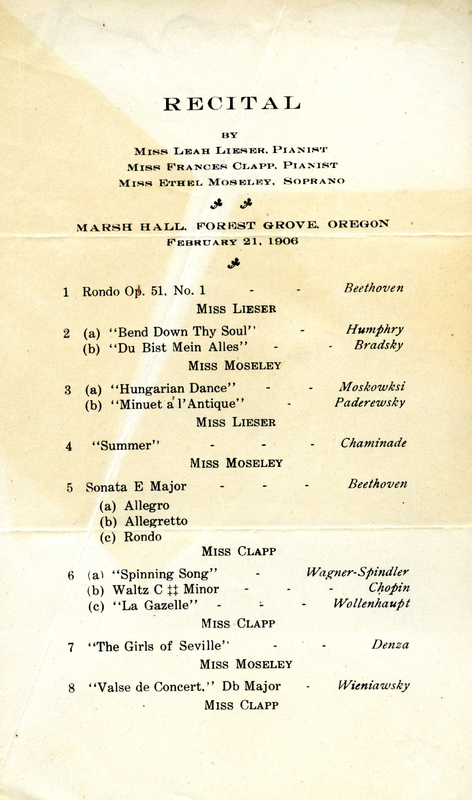 RECITAL
BY
MISS LEAH LIESER, PIANIST
MISS FRANCES CLAPP, PIANIST
MISS ETHEL MOSELEY, SOPRANO
MARSH HALL, FOREST GROVE, OREGON
FEBRUARY 21, 1906
1 Rondo Op. 51, No. 1 - - Beethoven
MISS LIESER
2 (a) "Bend Down Thy Soul" - Humphry
(b) "Du Bist Mein Alles" - - Bradsky
MISS MOSELEY
3 (a) "Hungarian Dance" - - Moskowksi
(b) "Minuet a l'Antique" - Paderewsky
MISS LIESER
4 "Summer" - - - Chaminade
MISS MOSELEY
5 Sonata E Major - - - Beethoven
(a) Allegro
(b) Allegretto
(c) Rondo
MISS CLAPP
6 (a) "Spinning Song" - Wagner-Spindler
(b) Waltz C ‡‡ Minor - - - Chopin
(c) "La Gazelle" - - - Wollenhaupt
MISS CLAPP
7 "The Girls of Seville" - - Denza
MISS MOSELEY
8 "Valse de Concert," Db Major - Wieniawsky
MISS CLAPP